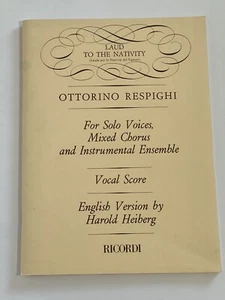 LAUD
TO THE NATIVITY
(Lauda per la Natività del Signore)
OTTORINO RESPIGHI
For Solo Voices,
Mixed Chorus
and Instrumental Ensemble
Vocal Score
English Version by
Harold Heiberg
RICORDI